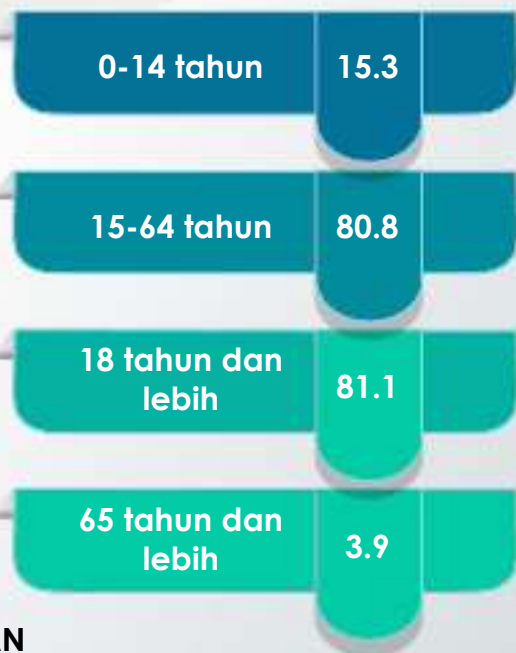 0-14 tahun 15.3
15-64 tahun 80.8
18 tahun dan
lebih 81.1
65 tahun dan
lebih 3.9